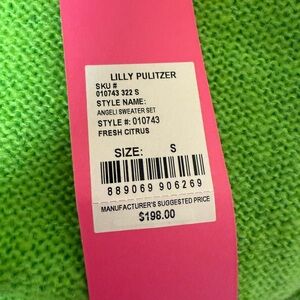 LILLY PULITZER
SKU #
010743 322 S
STYLE NAME:
ANGELI SWEATER SET
STYLE #: 010743
FRESH CITRUS
SIZE: S
889069 906269
MANUFACTURER'S SUGGESTED PRICE
$198.00